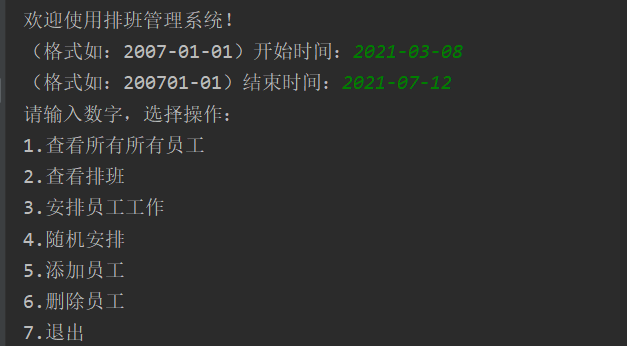 欢迎使用排班管理系统！
（格式如：2007-01-01）开始时间：2021-03-08
（格式如：200701-01）结束时间：2021-07-12
请输入数字，选择操作：
1.查看所有所有员工
2.查看排班
3.安排员工工作
4.随机安排
5.添加员工
6.删除员工
7.退出